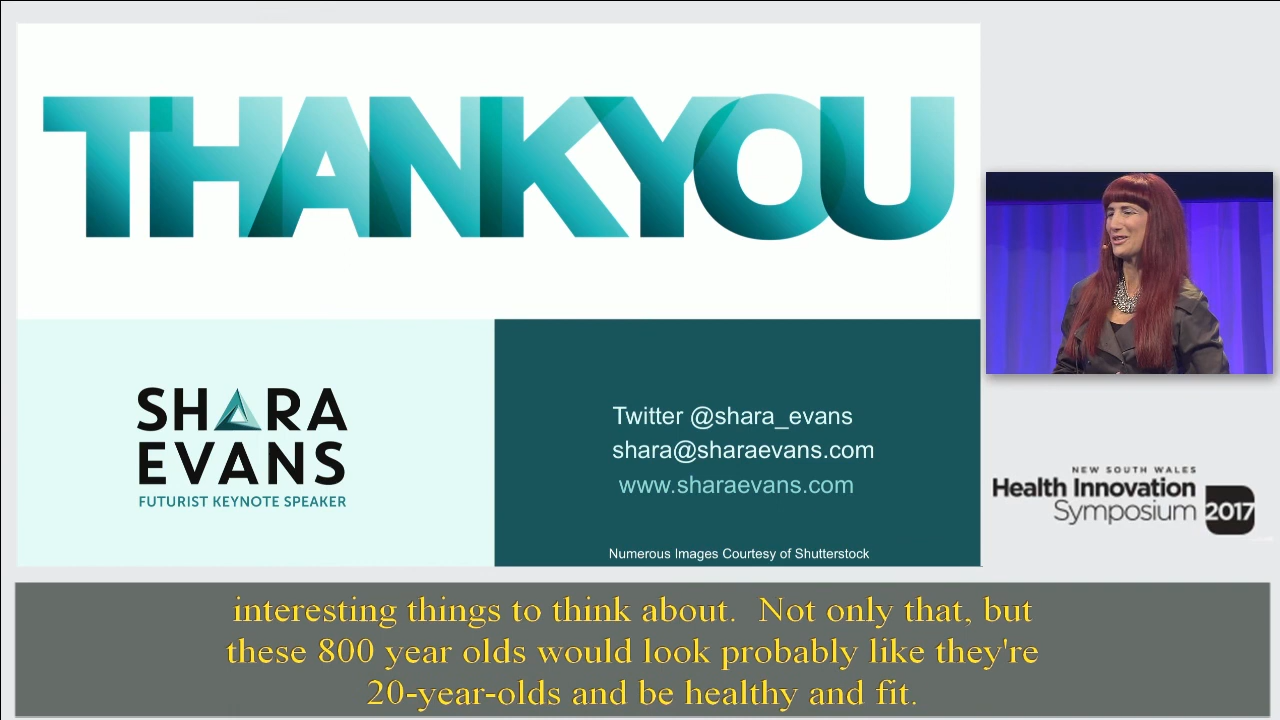 THANKYOU
SHARA
EVANS
FUTURIST KEYNOTE SPEAKER
Twitter @shara_evans
shara@sharaevans.com
www.sharaevans.com
Numerous Images Courtesy of Shutterstock
NEW SOUTH WALES
Health Innovation
Symposium 2017
interesting things to think about.  Not only that, but
these 800 year olds would look probably like they're
20-year-olds and be healthy and fit.